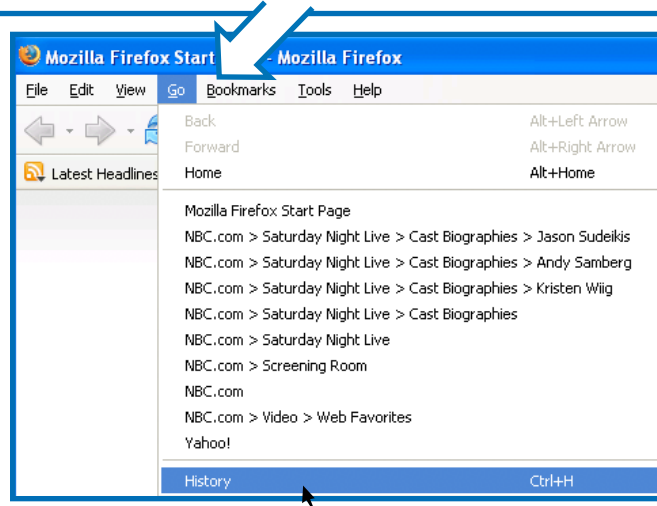 Mozilla Firefox Start - Mozilla Firefox
File Edit View Go Bookmarks Tools Help
Back Alt+Left Arrow
Forward Alt+Right Arrow
Latest Headlines Home Alt+Home
Mozilla Firefox Start Page
NBC.com > Saturday Night Live > Cast Biographies > Jason Sudeikis
NBC.com > Saturday Night Live > Cast Biographies > Andy Samberg
NBC.com > Saturday Night Live > Cast Biographies > Kristen Wiig
NBC.com > Saturday Night Live > Cast Biographies
NBC.com > Saturday Night Live
NBC.com > Screening Room
NBC.com
NBC.com > Video > Web Favorites
Yahoo!
History Ctrl+H